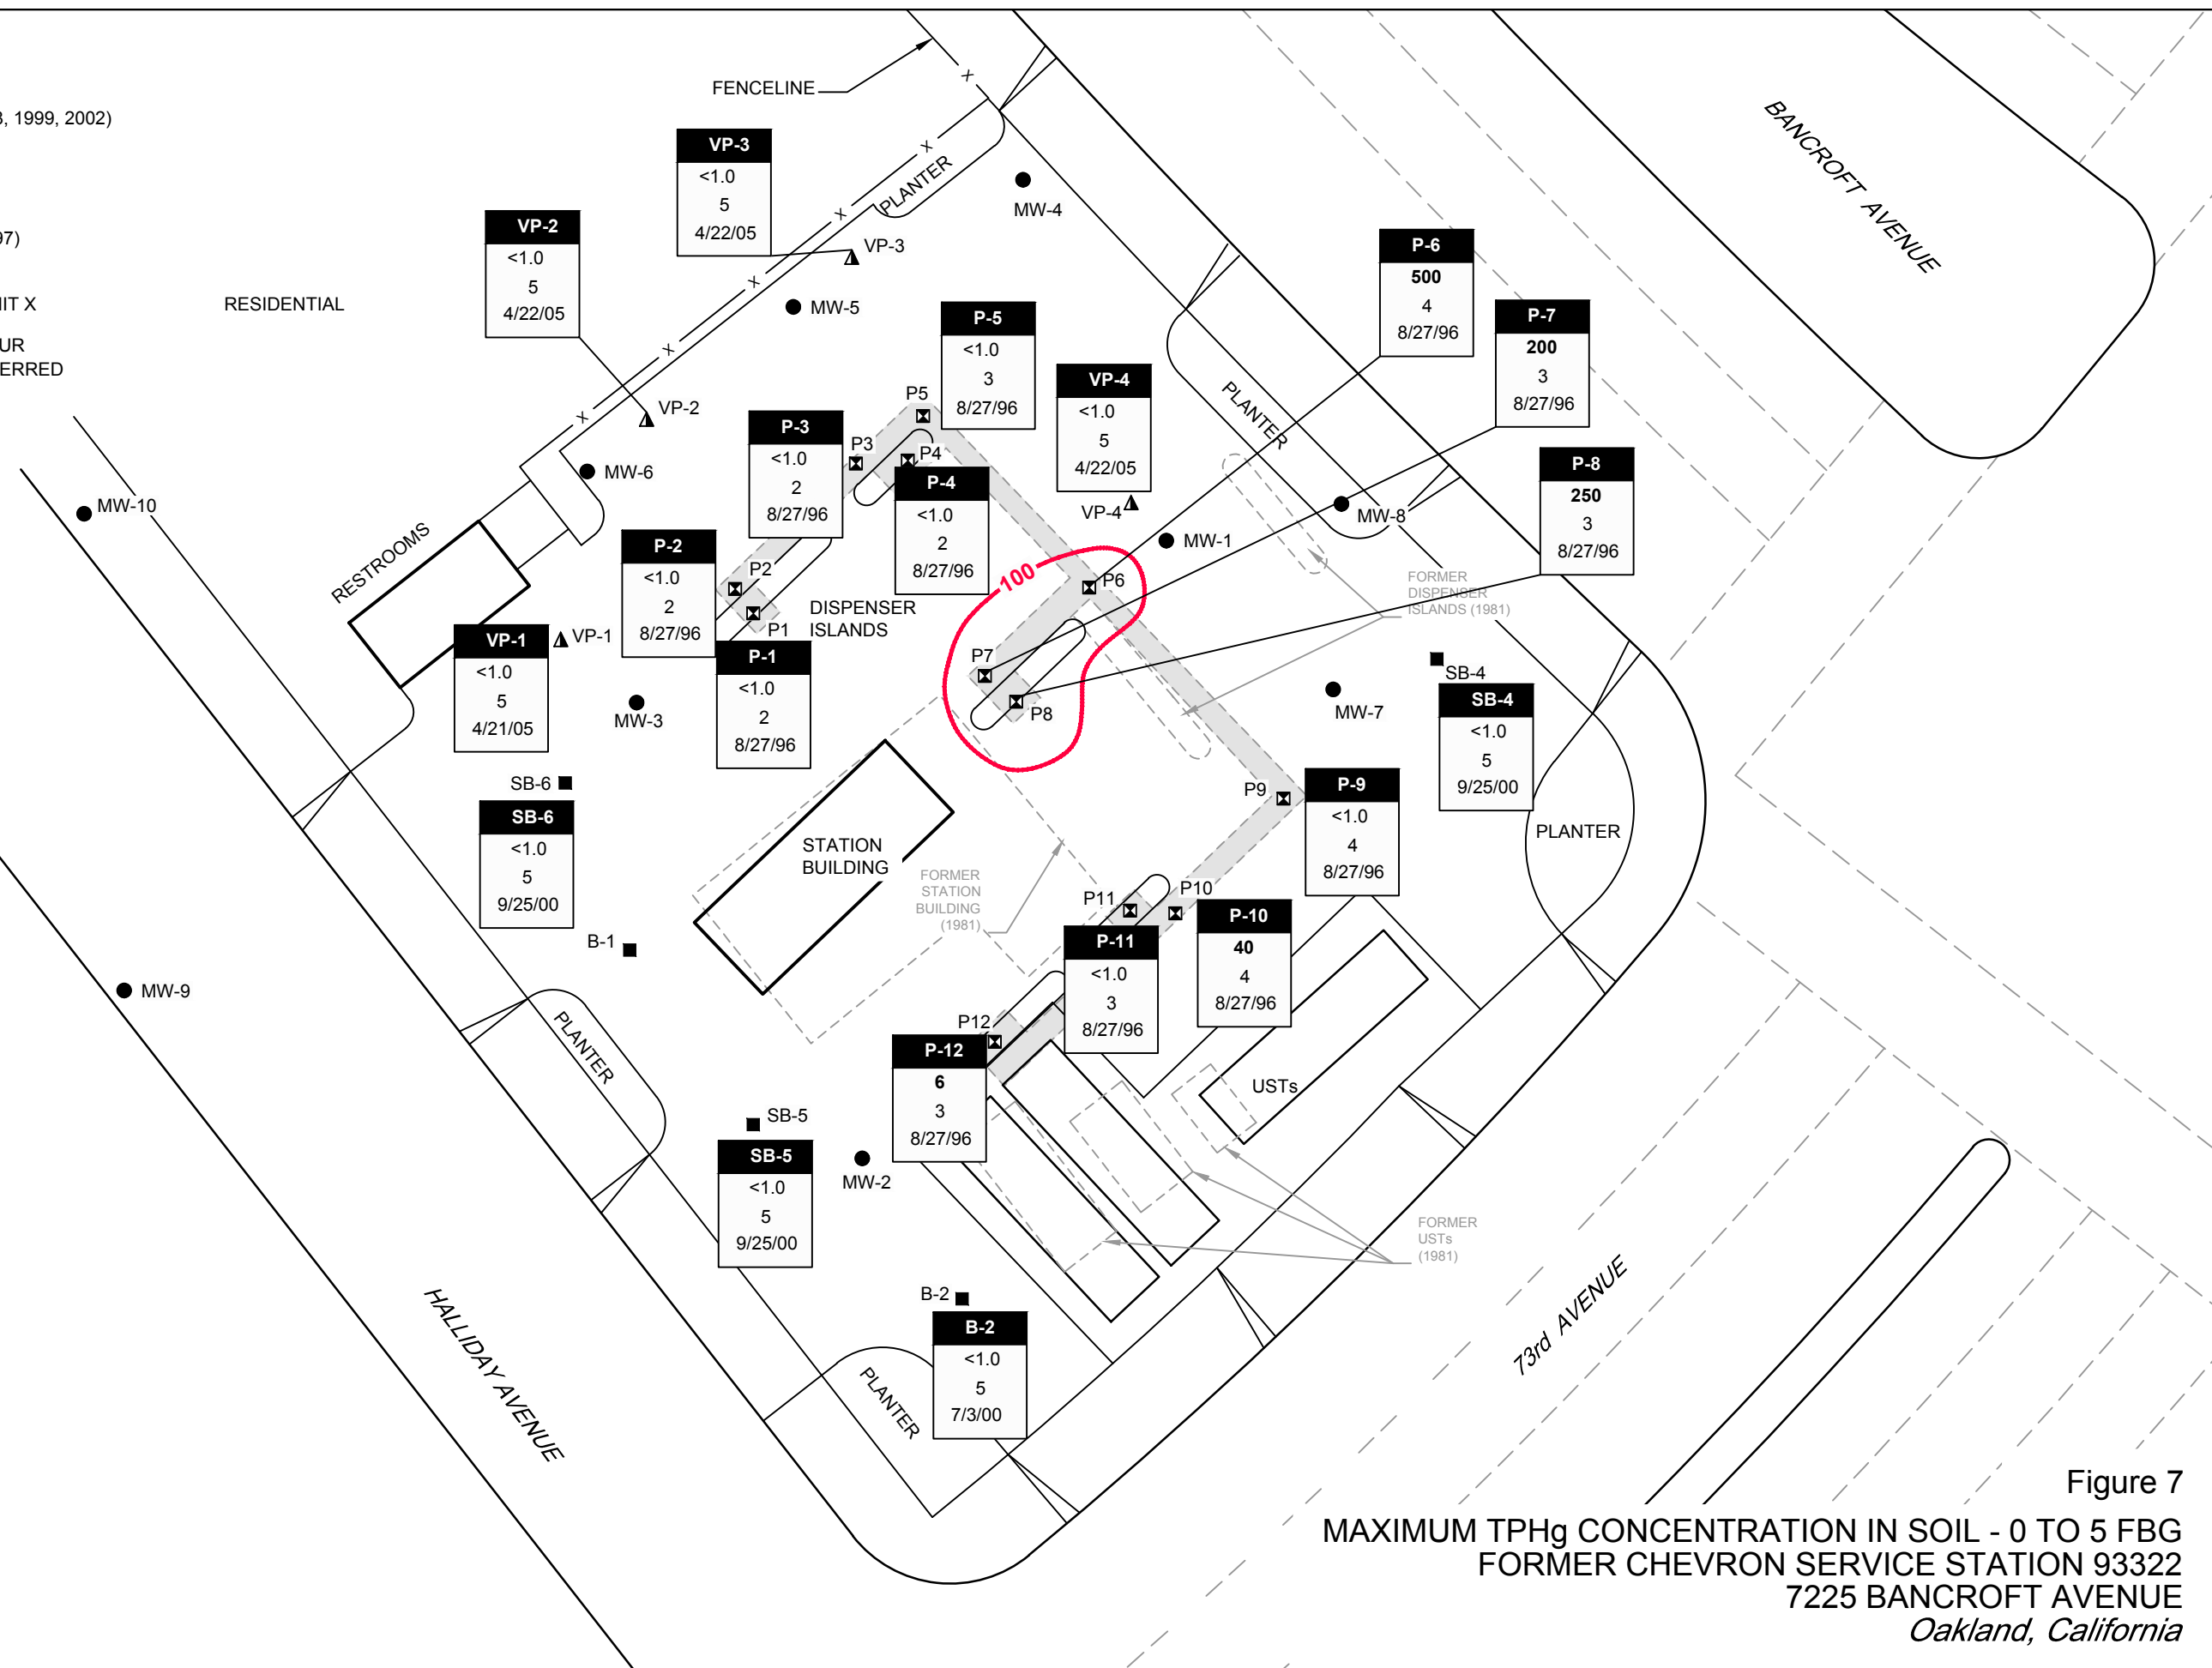 3, 1999, 2002)
97)
IIT X
UR
ERRED
RESIDENTIAL
FENCELINE
X
X
X
X
X
X
PLANTER
BANCROFT AVENUE
VP-3
<1.0
5
4/22/05
VP-3
MW-4
VP-2
<1.0
5
4/22/05
VP-2
MW-5
P-6
500
4
8/27/96
P-7
200
3
8/27/96
P-5
<1.0
3
8/27/96
P5
VP-4
<1.0
5
4/22/05
VP-4
PLANTER
P-3
<1.0
2
8/27/96
P3
P4
P-4
<1.0
2
8/27/96
P-8
250
3
8/27/96
MW-6
MW-10
MW-8
MW-1
RESTROOMS
P-2
<1.0
2
8/27/96
P2
P1
DISPENSER
ISLANDS
100
P6
FORMER
DISPENSER
ISLANDS (1981)
VP-1
<1.0
5
4/21/05
VP-1
P-1
<1.0
2
8/27/96
P7
P8
MW-3
MW-7
SB-4
SB-4
<1.0
5
9/25/00
SB-6
SB-6
<1.0
5
9/25/00
P9
P-9
<1.0
4
8/27/96
PLANTER
STATION
BUILDING
FORMER
STATION
BUILDING
(1981)
P11
P10
P-10
40
4
8/27/96
P-11
<1.0
3
8/27/96
B-1
MW-9
PLANTER
P12
P-12
6
3
8/27/96
USTs
SB-5
SB-5
<1.0
5
9/25/00
MW-2
FORMER
USTs
(1981)
B-2
B-2
<1.0
5
7/3/00
PLANTER
HALLIDAY AVENUE
73rd AVENUE
Figure 7
MAXIMUM TPHg CONCENTRATION IN SOIL - 0 TO 5 FBG
FORMER CHEVRON SERVICE STATION 93322
7225 BANCROFT AVENUE
Oakland, California